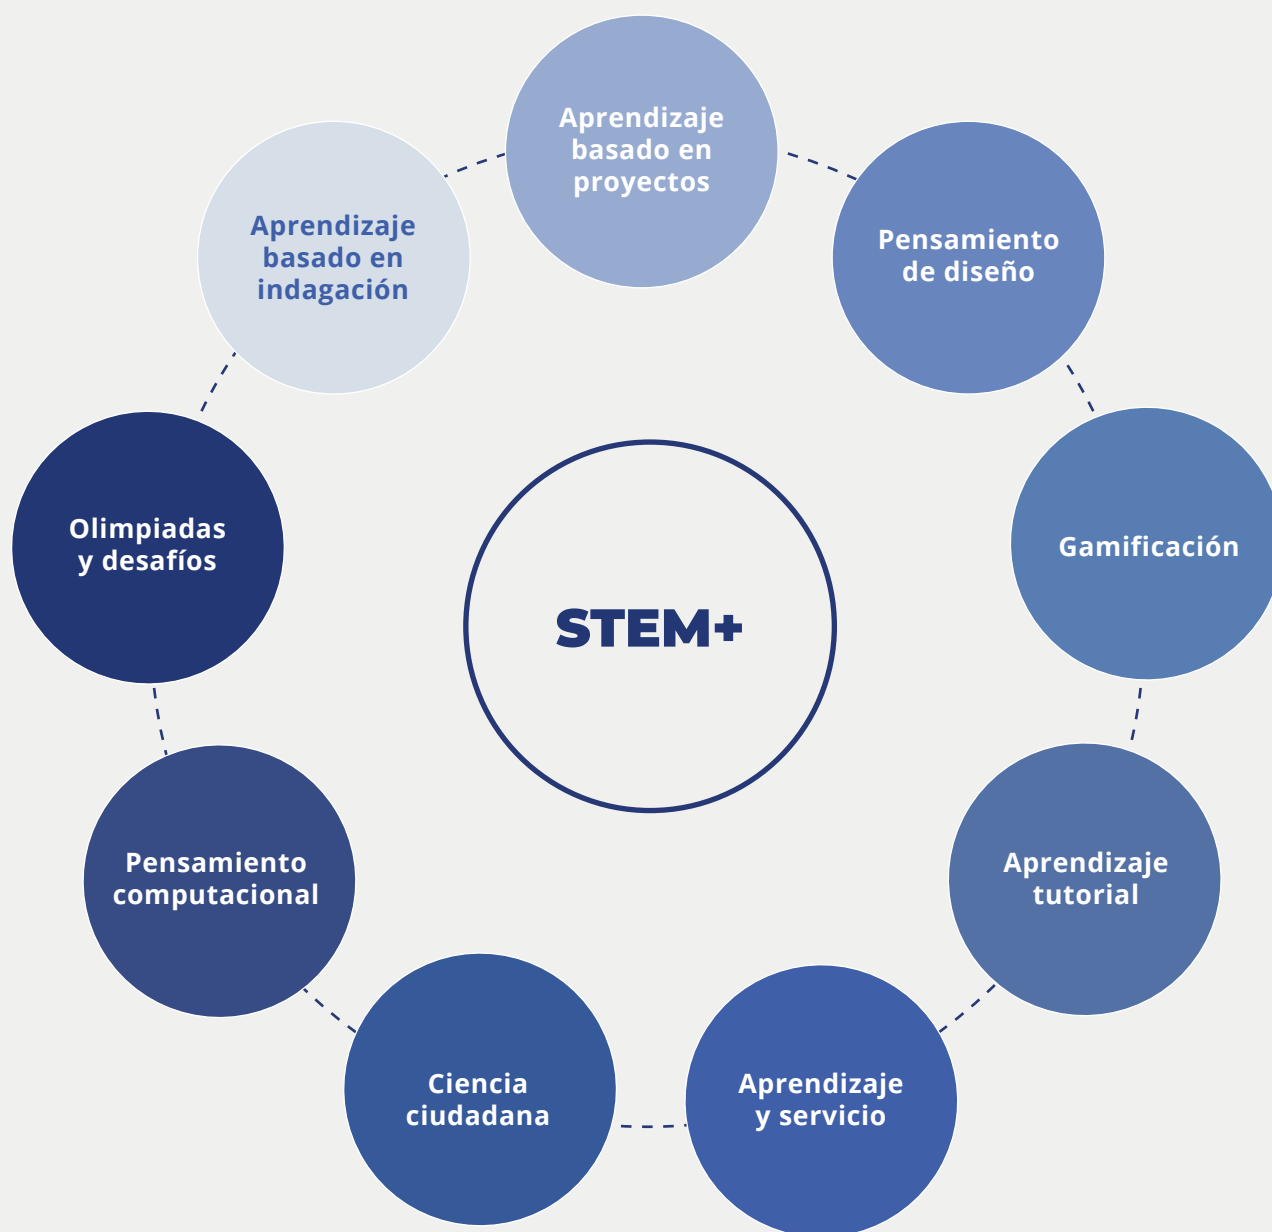 Aprendizaje
basado en
proyectos
Pensamiento
de diseño
Gamificación
Aprendizaje
tutorial
Aprendizaje
y servicio
Ciencia
ciudadana
Pensamiento
computacional
Olimpiadas
y desafíos
Aprendizaje
basado en
indagación
STEM+